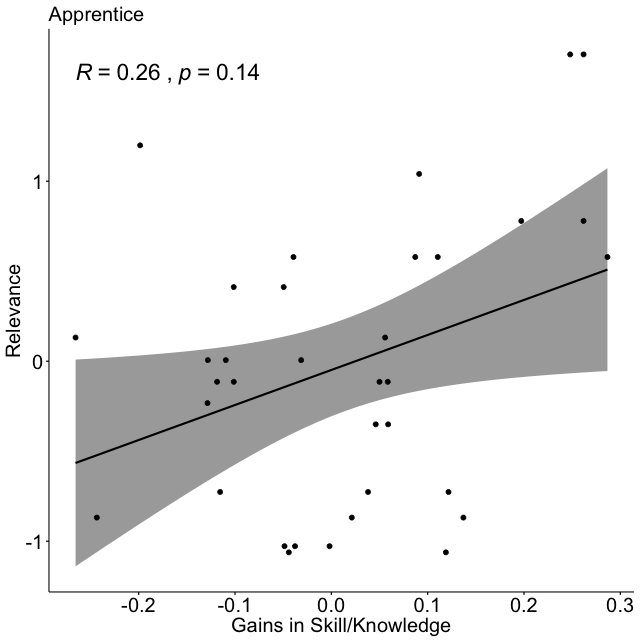 Apprentice
R = 0.26 , p = 0.14
1
0
-1
Relevance
-0.2 -0.1 0.0 0.1 0.2 0.3
Gains in Skill/Knowledge